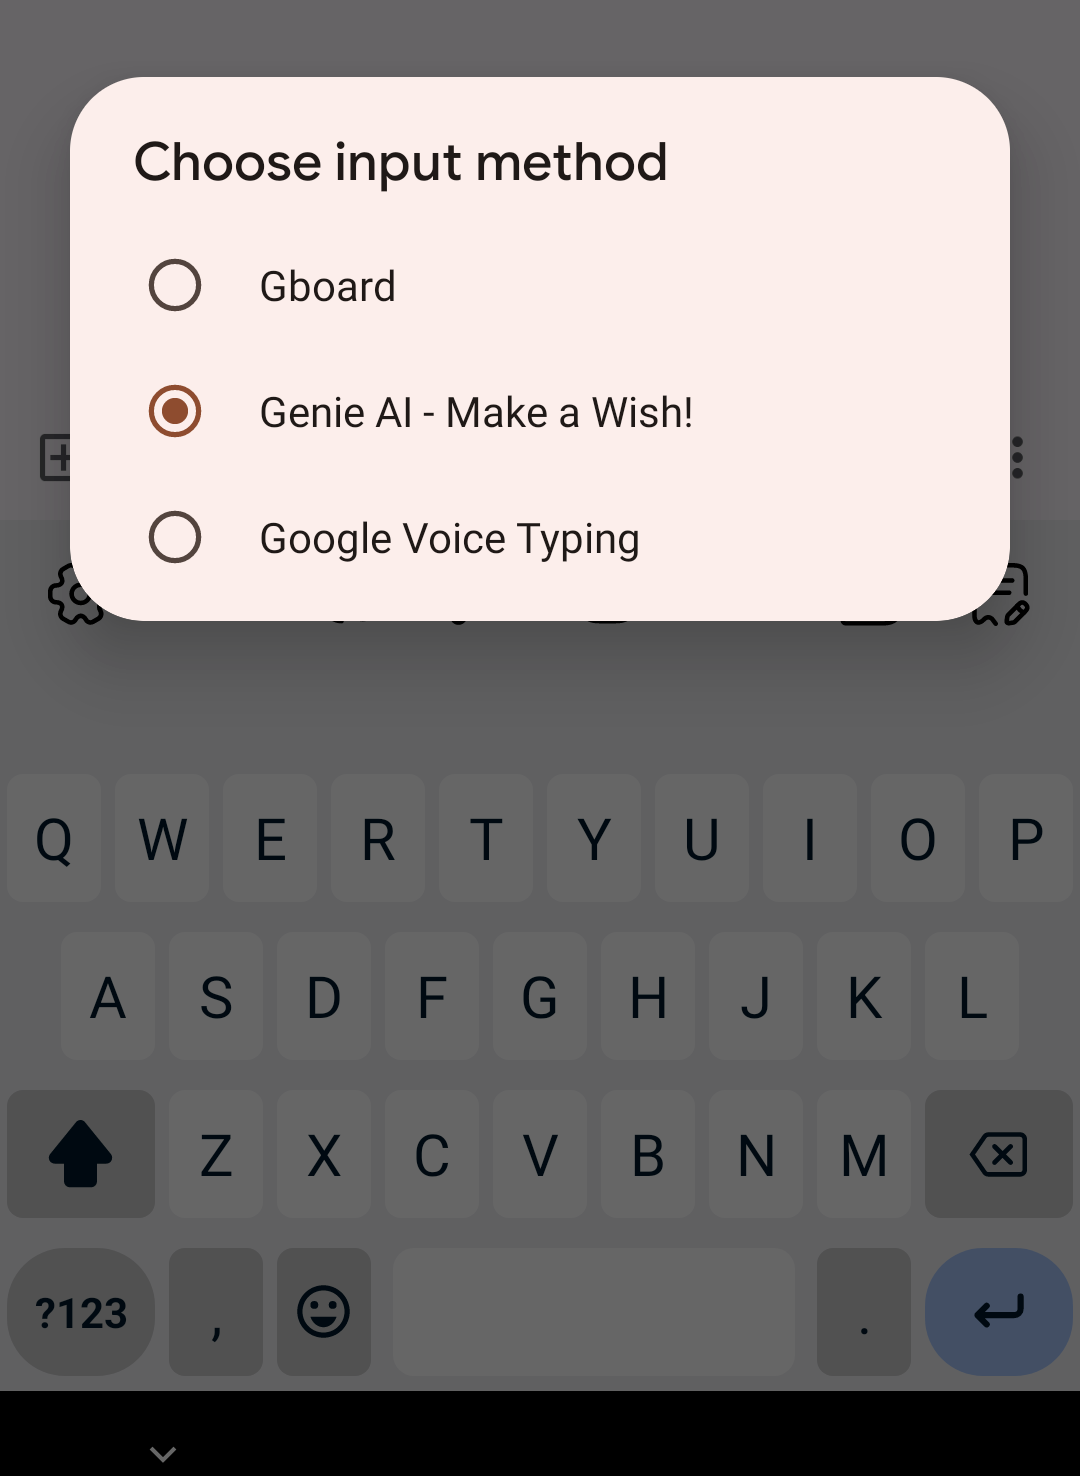 Choose input method
Gboard
Genie AI - Make a Wish!
Google Voice Typing
Q W E R T Y U I O P
A S D F G H J K L
Z X C V B N M
?123 , .